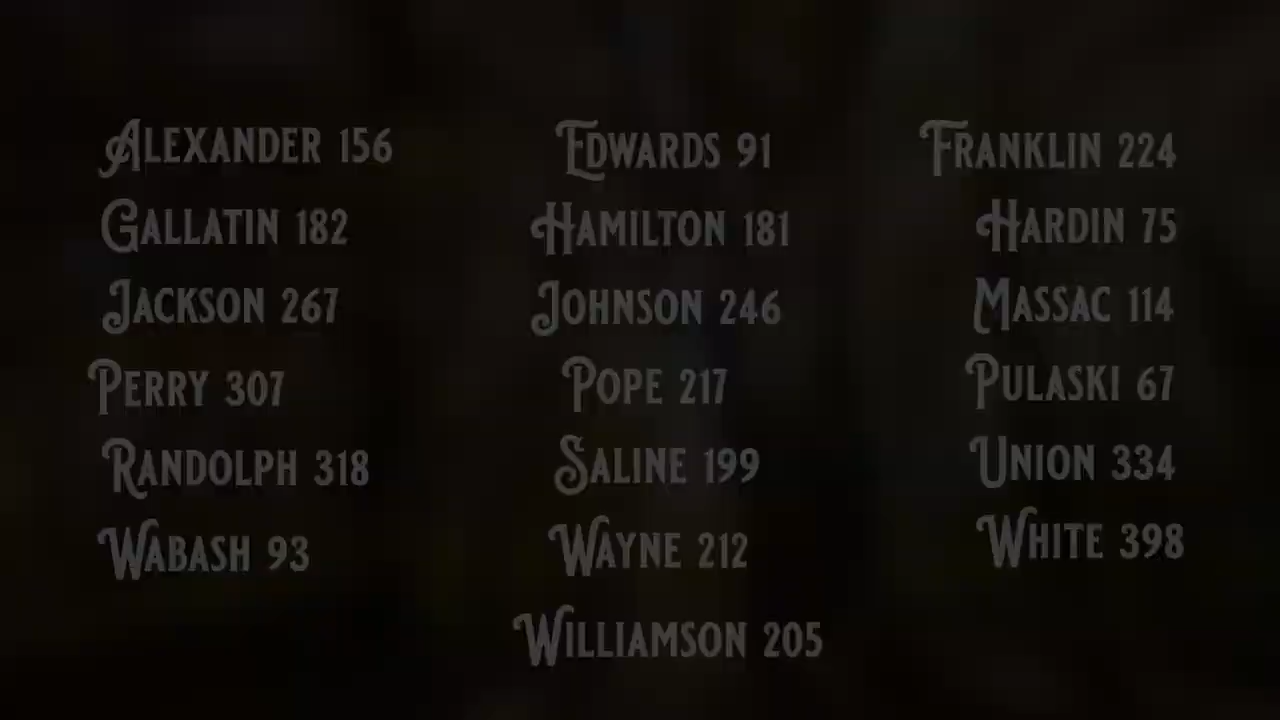 Alexander 156 Edwards 91 Franklin 224
Gallatin 182 Hamilton 181 Hardin 75
Jackson 267 Johnson 246 Massac 114
Perry 307 Pope 217 Pulaski 67
Randolph 318 Saline 199 Union 334
Wabash 93 Wayne 212 White 398
Williamson 205